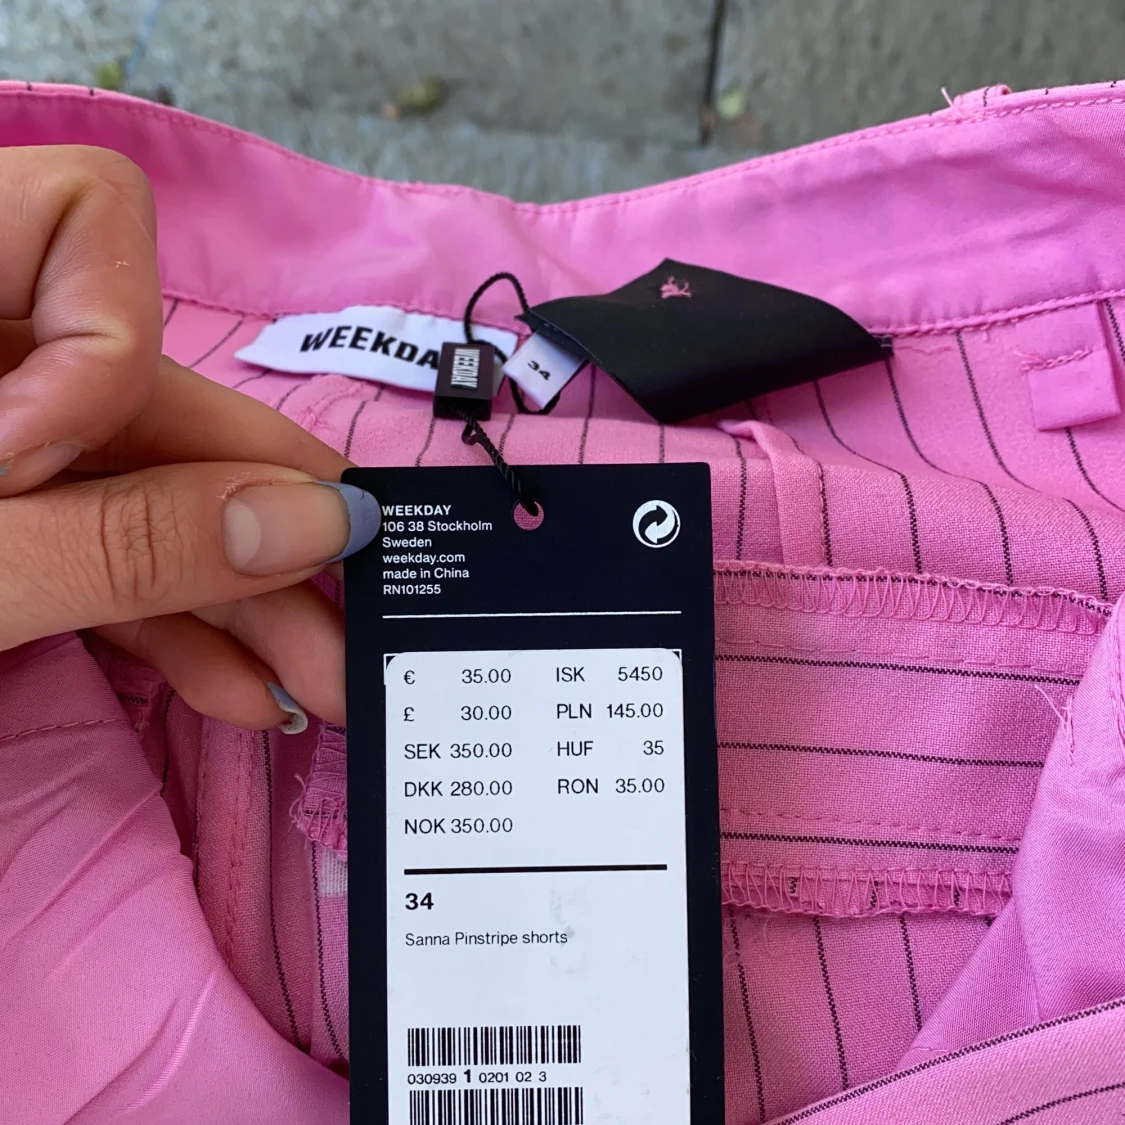 WEEKDA
WEEKDAY
34
WEEKDAY
106 38 Stockholm
Sweden
weekday.com
made in China
RN101255
€ 35.00 ISK 5450
£ 30.00 PLN 145.00
SEK 350.00 HUF 35
DKK 280.00 RON 35.00
NOK 350.00
34
Sanna Pinstripe shorts
030939 1 0201 02 3